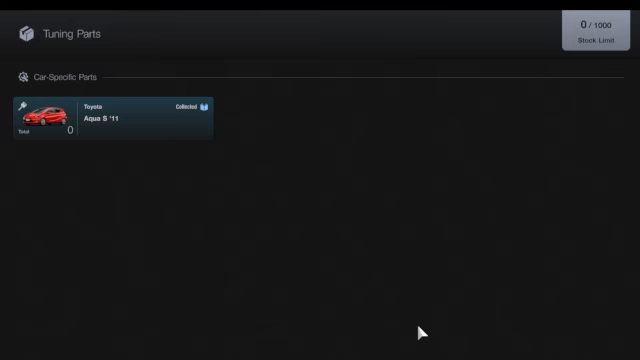 Tuning Parts
0 / 1000
Stock Limit
Car-Specific Parts
Toyota
Collected
Aqua S '11
Total 0